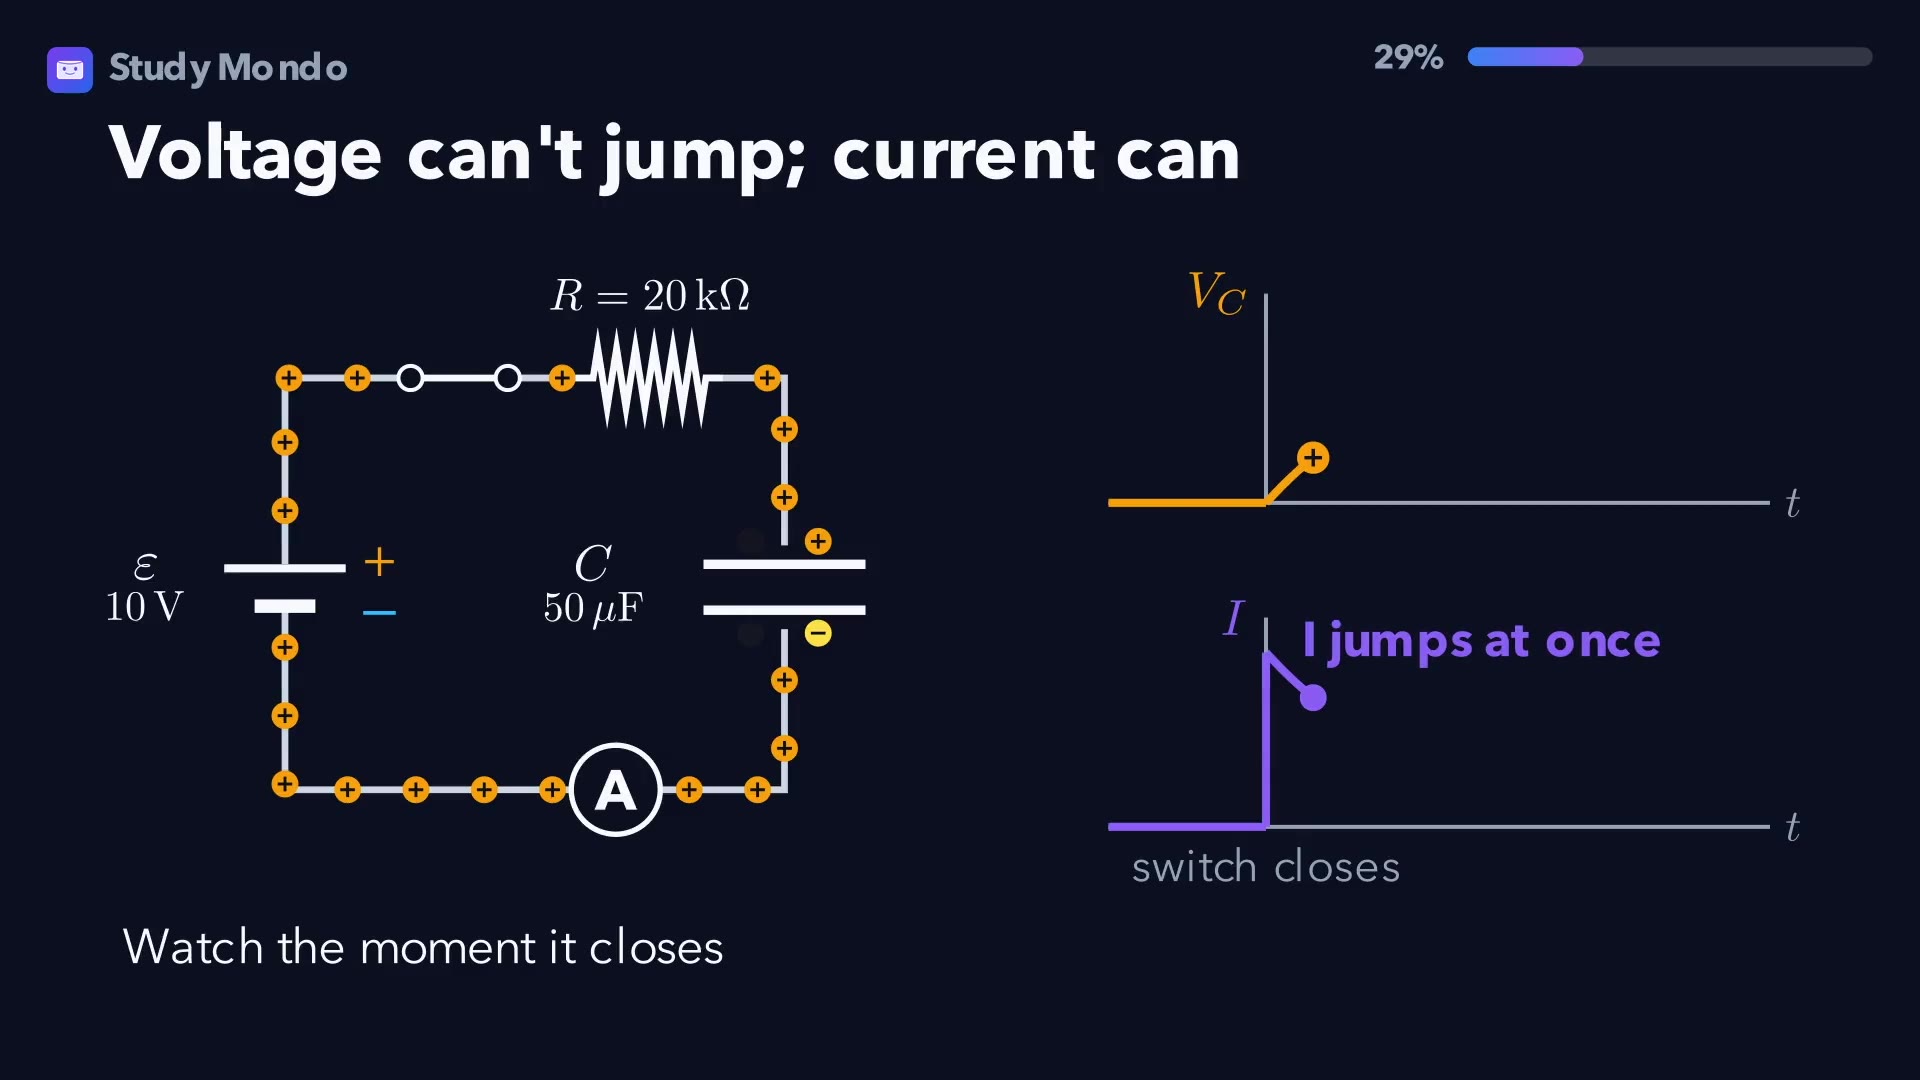 Study Mondo
29%
Voltage can't jump; current can
R = 20 kΩ
ε
10 V
+
−
C
50 μF
A
V_C
t
I
I jumps at once
t
switch closes
Watch the moment it closes